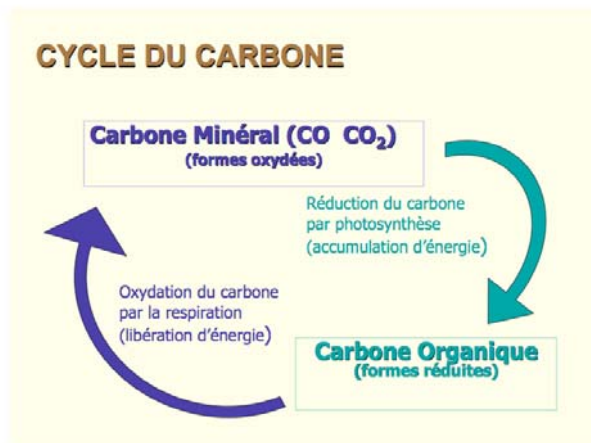 CYCLE DU CARBONE
Carbone Minéral (CO CO₂)
(formes oxydées)
Réduction du carbone
par photosynthèse
(accumulation d'énergie)
Oxydation du carbone
par la respiration
(libération d'énergie)
Carbone Organique
(formes réduites)